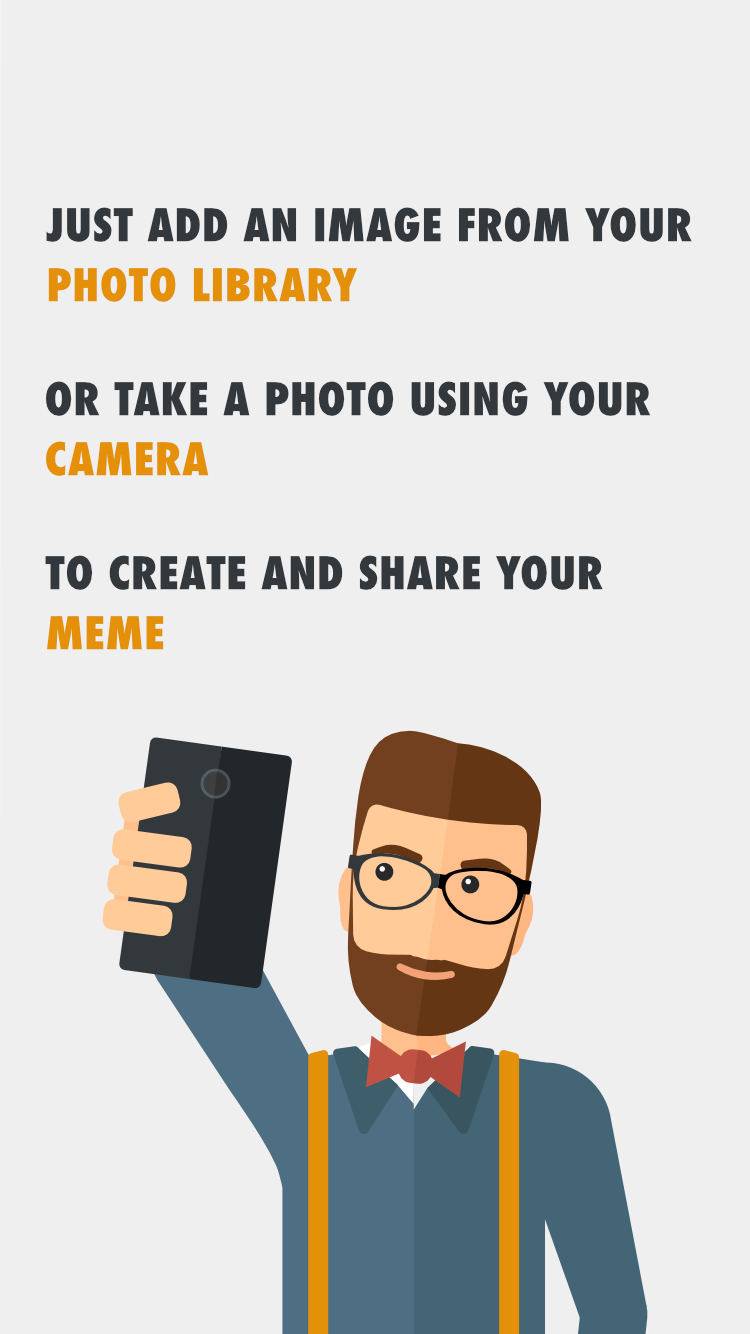 JUST ADD AN IMAGE FROM YOUR
PHOTO LIBRARY
OR TAKE A PHOTO USING YOUR
CAMERA
TO CREATE AND SHARE YOUR
MEME